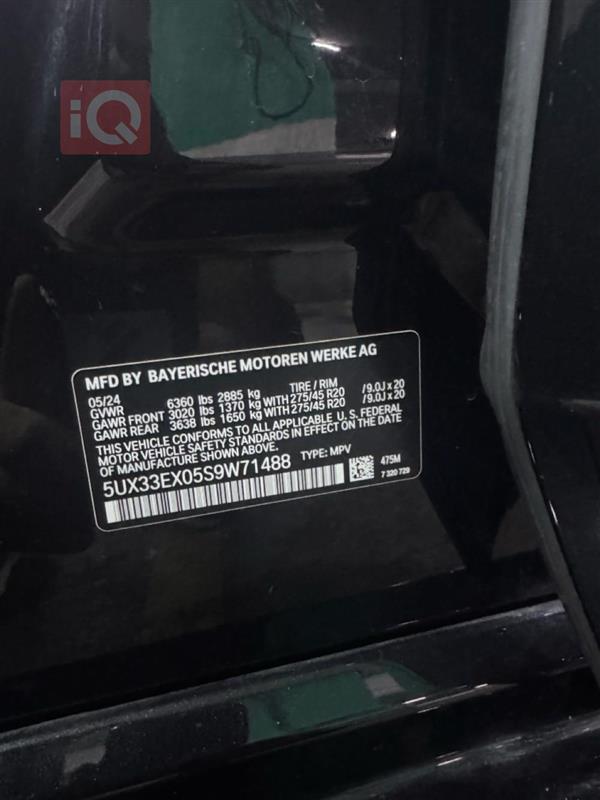 iQ
MFD BY BAYERISCHE MOTOREN WERKE AG
05/24 TIRE / RIM
GVWR 6360 lbs 2885 kg
GAWR FRONT 3020 lbs 1370 kg WITH 275/45 R20 /9.0J x 20
GAWR REAR 3638 lbs 1650 kg WITH 275/45 R20 /9.0J x 20
THIS VEHICLE CONFORMS TO ALL APPLICABLE U. S. FEDERAL
MOTOR VEHICLE SAFETY STANDARDS IN EFFECT ON THE DATE OF
MANUFACTURE SHOWN ABOVE.
5UX33EX05S9W71488 TYPE: MPV
475M
7 320 729